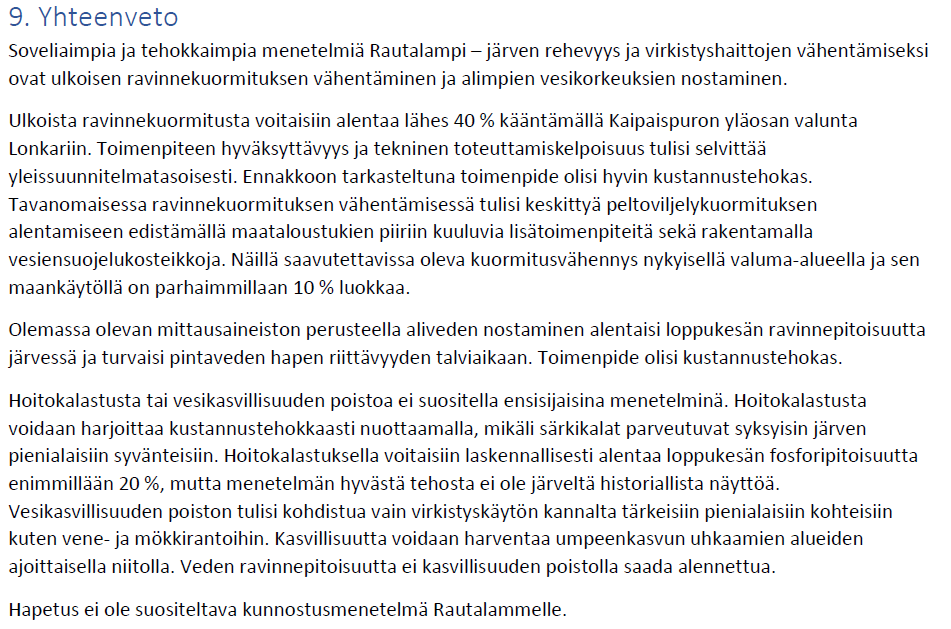 9. Yhteenveto
Soveliaimpia ja tehokkaimpia menetelmiä Rautalampi – järven rehevyys ja virkistyshaittojen vähentämiseksi
ovat ulkoisen ravinnekuormituksen vähentäminen ja alimpien vesikorkeuksien nostaminen.
Ulkoista ravinnekuormitusta voitaisiin alentaa lähes 40 % kääntämällä Kaipaispuron yläosan valunta
Lonkariin. Toimenpiteen hyväksyttävyys ja tekninen toteuttamiskelpoisuus tulisi selvittää
yleissuunnitelmatasoisesti. Ennakkoon tarkasteltuna toimenpide olisi hyvin kustannustehokas.
Tavanomaisessa ravinnekuormituksen vähentämisessä tulisi keskittyä peltoviljelykuormituksen
alentamiseen edistämällä maataloustukien piiriin kuuluvia lisätoimenpiteitä sekä rakentamalla
vesiensuojelukosteikkoja. Näillä saavutettavissa oleva kuormitusvähennys nykyisellä valuma-alueella ja sen
maankäytöllä on parhaimmillaan 10 % luokkaa.
Olemassa olevan mittausaineiston perusteella aliveden nostaminen alentaisi loppukesän ravinnepitoisuutta
järvessä ja turvaisi pintaveden hapen riittävyyden talviaikaan. Toimenpide olisi kustannustehokas.
Hoitokalastusta tai vesikasvillisuuden poistoa ei suositella ensisijaisina menetelminä. Hoitokalastusta
voidaan harjoittaa kustannustehokkaasti nuottaamalla, mikäli särkikalat parveutuvat syksyisin järven
pienialaisiin syvänteisiin. Hoitokalastuksella voitaisiin laskennallisesti alentaa loppukesän fosforipitoisuutta
enimmillään 20 %, mutta menetelmän hyvästä tehosta ei ole järveltä historiallista näyttöä.
Vesikasvillisuuden poiston tulisi kohdistua vain virkistyskäytön kannalta tärkeisiin pienialaisiin kohteisiin
kuten vene- ja mökkirantoihin. Kasvillisuutta voidaan harventaa umpeenkasvun uhkaamien alueiden
ajoittaisella niitolla. Veden ravinnepitoisuutta ei kasvillisuuden poistolla saada alennettua.
Hapetus ei ole suositeltava kunnostusmenetelmä Rautalammelle.